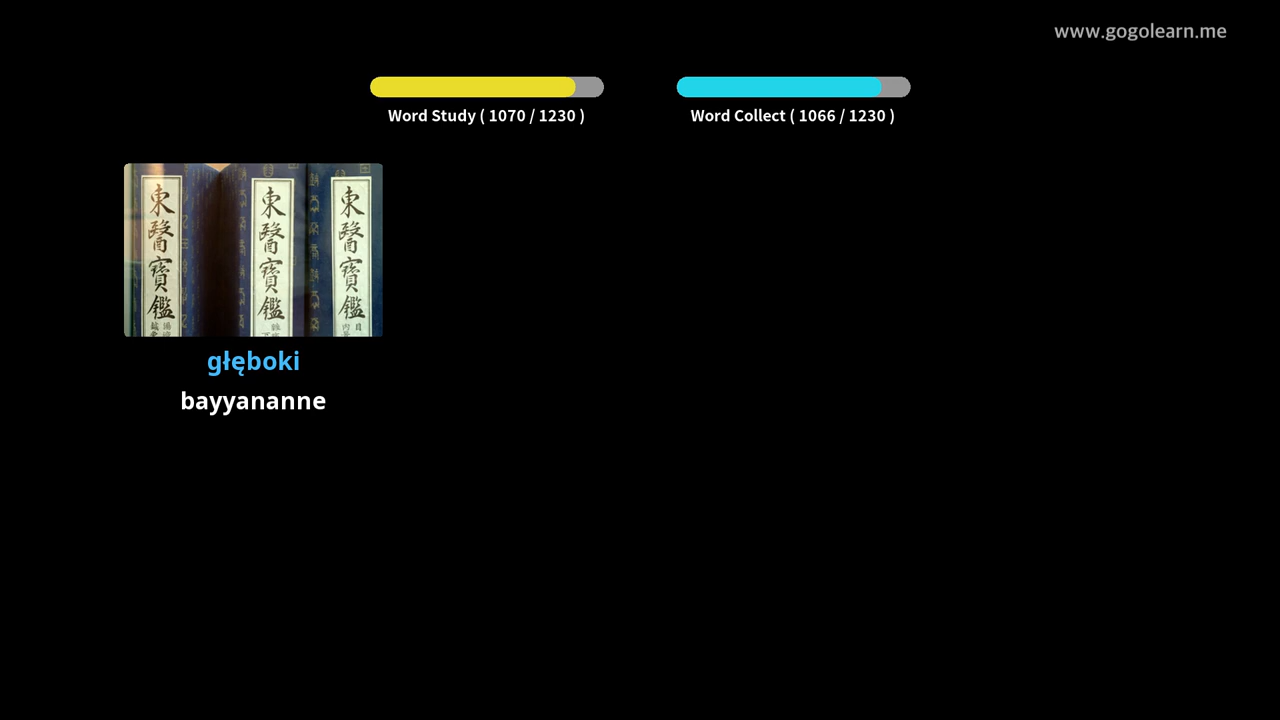 www.gogolearn.me
Word Study ( 1070 / 1230 )
Word Collect ( 1066 / 1230 )
東醫寶鑑
東醫寶鑑
東醫寶鑑
głęboki
bayyananne